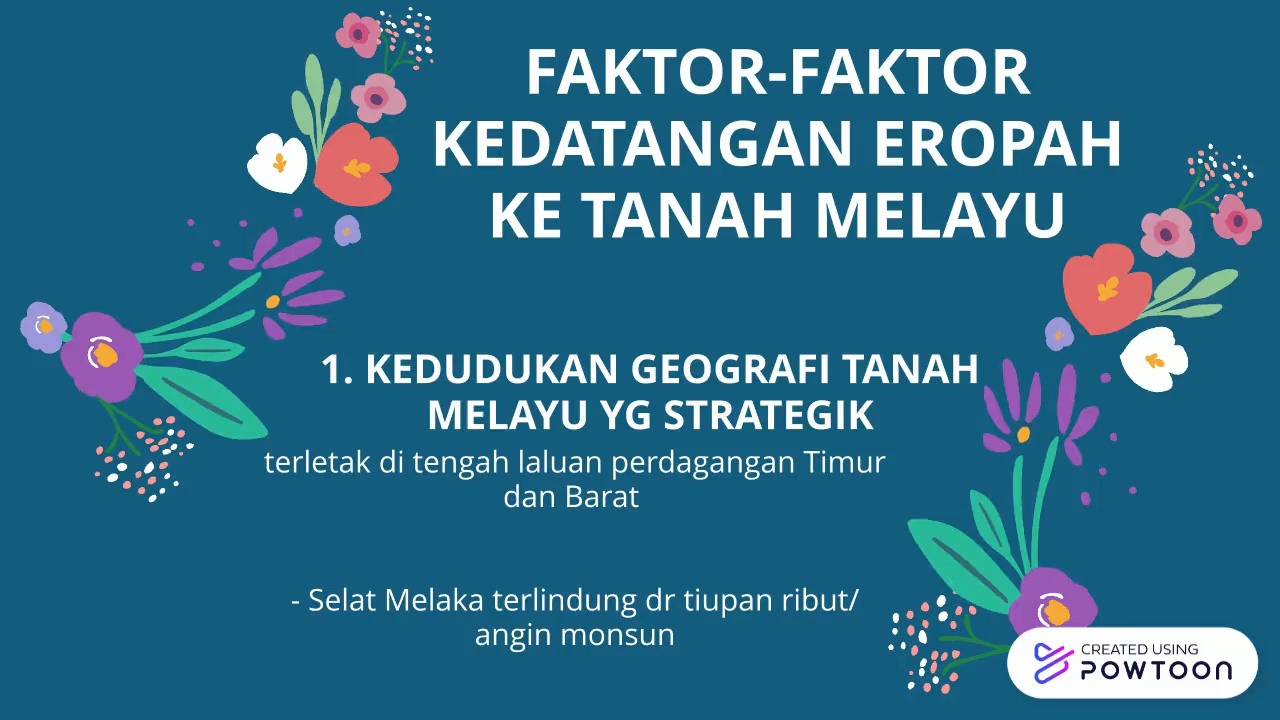 FAKTOR-FAKTOR
KEDATANGAN EROPAH
KE TANAH MELAYU
1. KEDUDUKAN GEOGRAFI TANAH
MELAYU YG STRATEGIK
terletak di tengah laluan perdagangan Timur
dan Barat
- Selat Melaka terlindung dr tiupan ribut/
angin monsun
CREATED USING
POWTOON